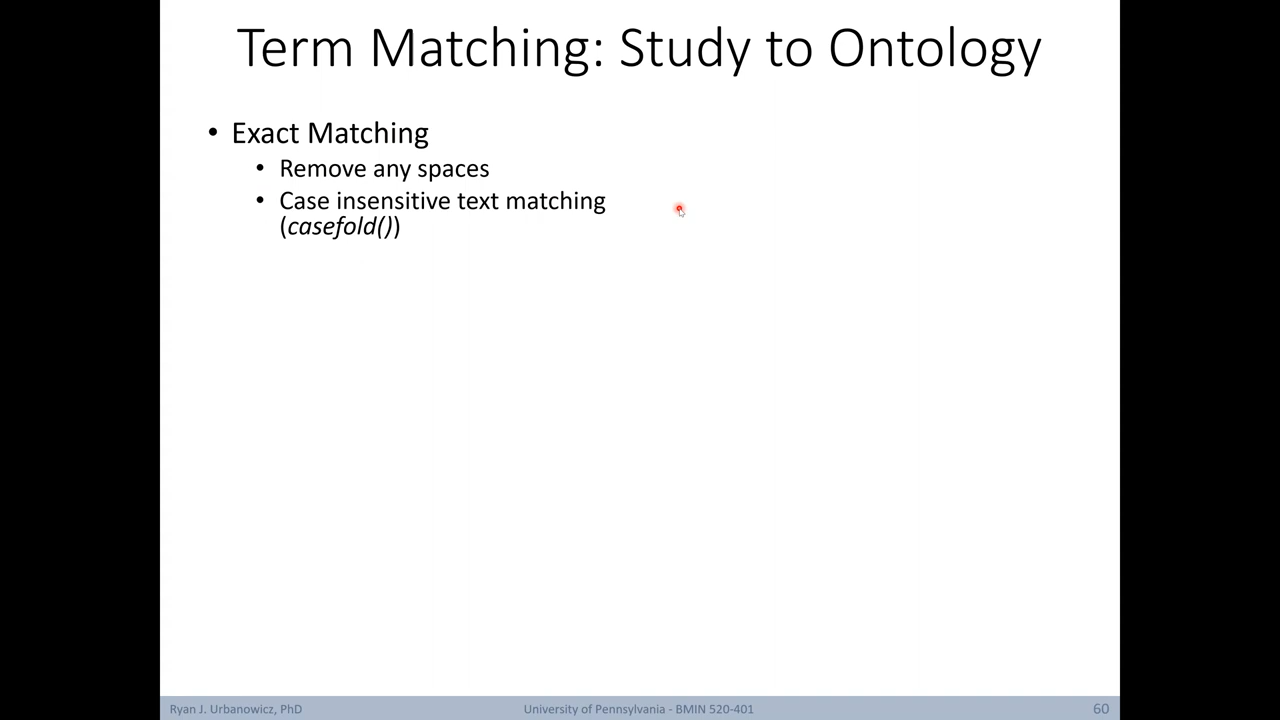 Term Matching: Study to Ontology
• Exact Matching
• Remove any spaces
• Case insensitive text matching
(casefold())
Ryan J. Urbanowicz, PhD
University of Pennsylvania - BMIN 520-401
60